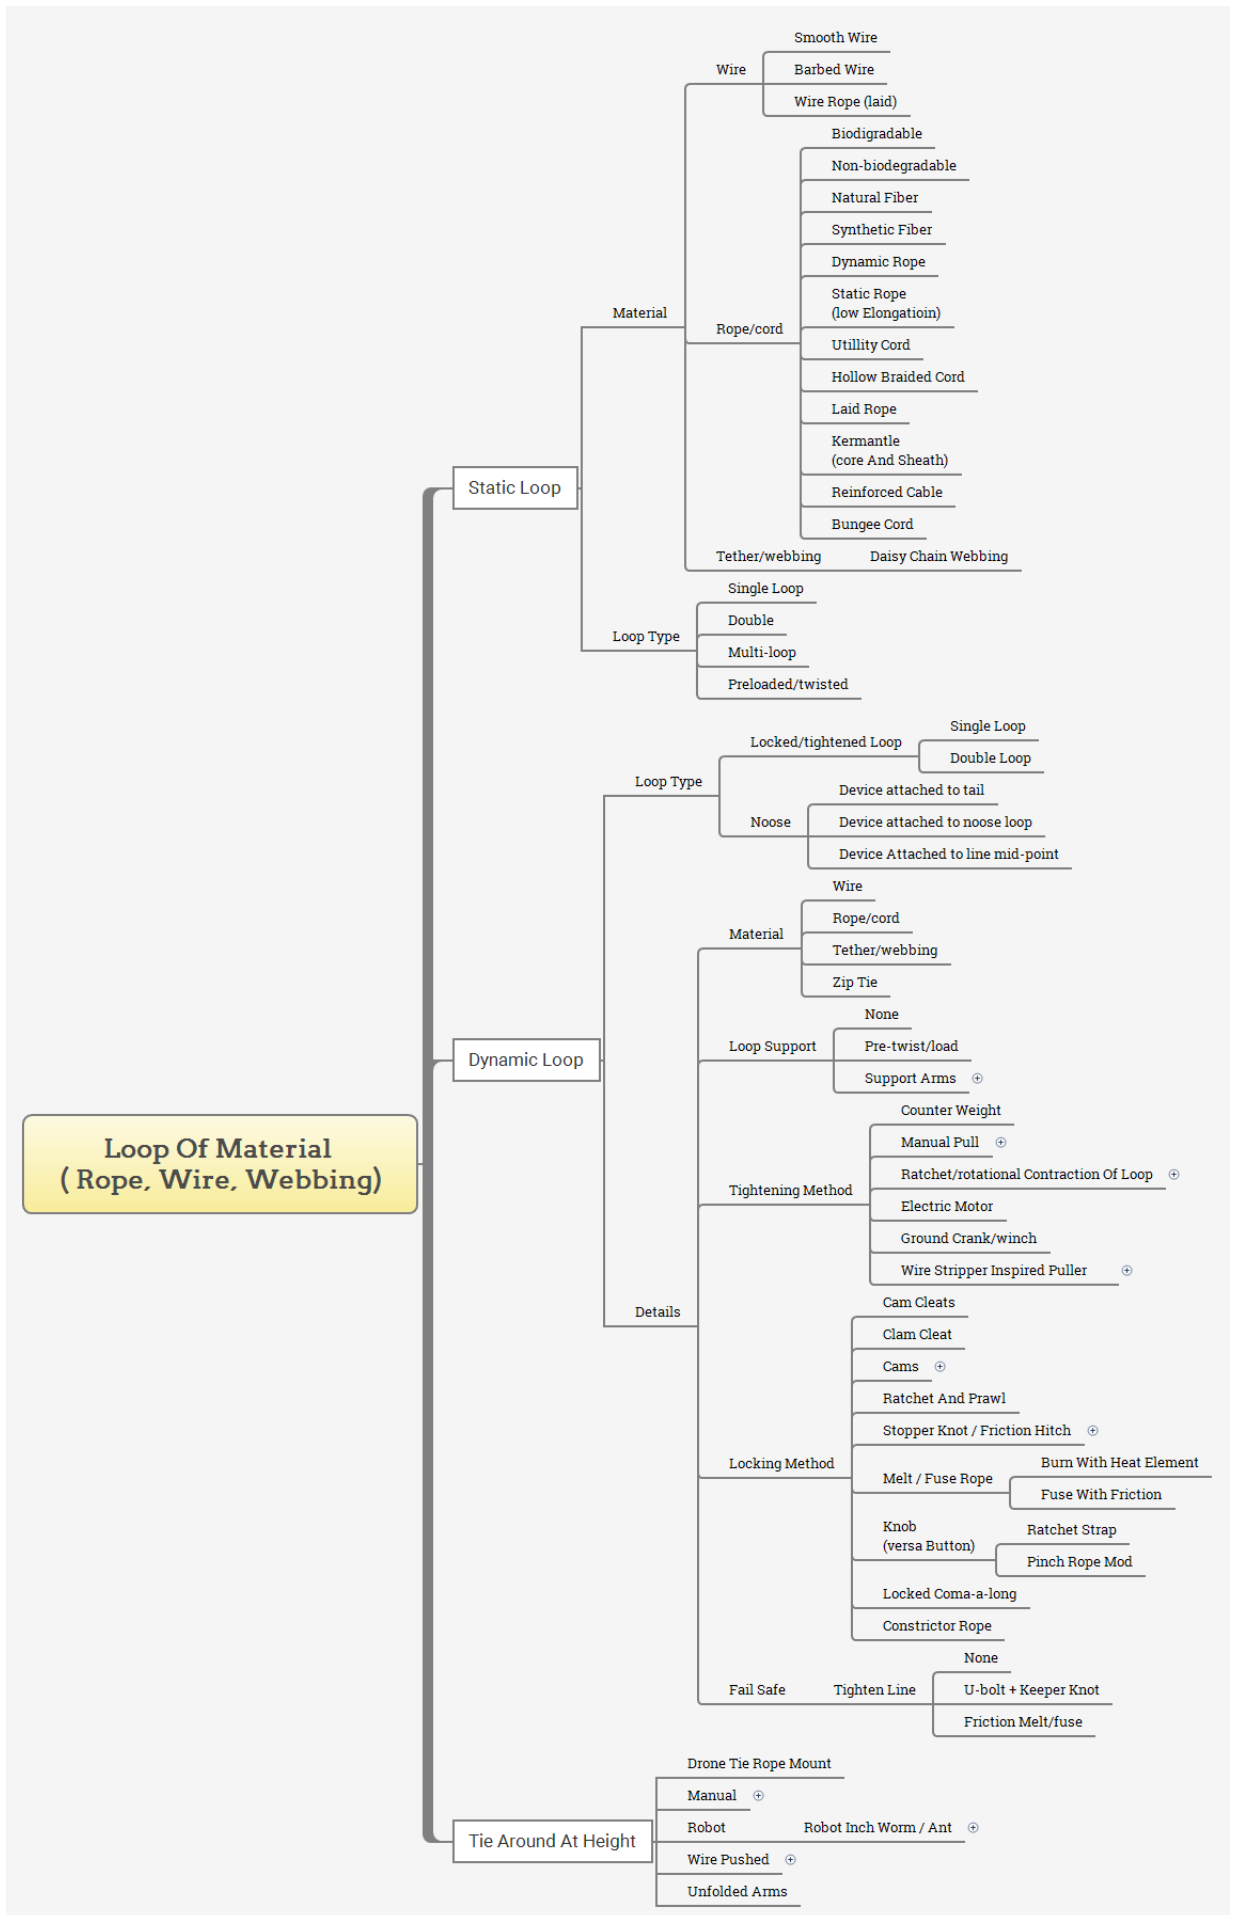 Smooth Wire
Wire
Barbed Wire
Wire Rope (laid)
Biodigradable
Non-biodegradable
Natural Fiber
Synthetic Fiber
Dynamic Rope
Static Rope
(low Elongatioin)
Material
Rope/cord
Utillity Cord
Hollow Braided Cord
Laid Rope
Kermantle
(core And Sheath)
Static Loop
Reinforced Cable
Bungee Cord
Tether/webbing
Daisy Chain Webbing
Single Loop
Double
Loop Type
Multi-loop
Preloaded/twisted
Single Loop
Locked/tightened Loop
Double Loop
Loop Type
Device attached to tail
Noose
Device attached to noose loop
Device Attached to line mid-point
Wire
Rope/cord
Material
Tether/webbing
Zip Tie
None
Loop Support
Pre-twist/load
Dynamic Loop
Support Arms
Counter Weight
Manual Pull
Loop Of Material
( Rope, Wire, Webbing)
Ratchet/rotational Contraction Of Loop
Tightening Method
Electric Motor
Ground Crank/winch
Wire Stripper Inspired Puller
Details
Cam Cleats
Clam Cleat
Cams
Ratchet And Prawl
Stopper Knot / Friction Hitch
Locking Method
Burn With Heat Element
Melt / Fuse Rope
Fuse With Friction
Knob
(versa Button)
Ratchet Strap
Pinch Rope Mod
Locked Coma-a-long
Constrictor Rope
None
Fail Safe
Tighten Line
U-bolt + Keeper Knot
Friction Melt/fuse
Drone Tie Rope Mount
Manual
Tie Around At Height
Robot
Robot Inch Worm / Ant
Wire Pushed
Unfolded Arms